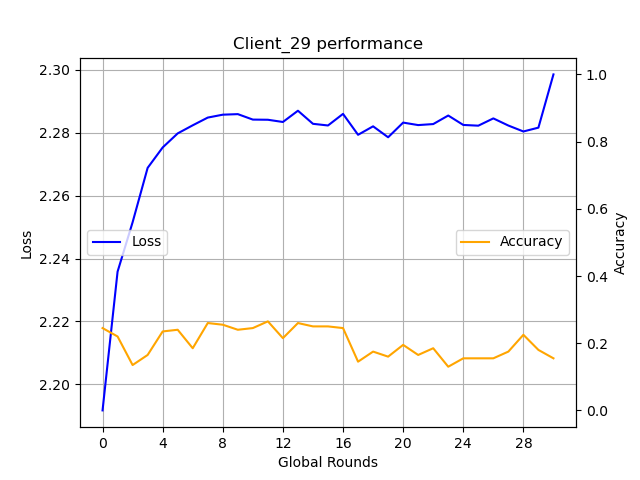 Client_29 performance
2.30
2.28
2.26
2.24
2.22
2.20
Loss
Loss
Accuracy
1.0
0.8
0.6
0.4
0.2
0.0
Accuracy
0 4 8 12 16 20 24 28
Global Rounds